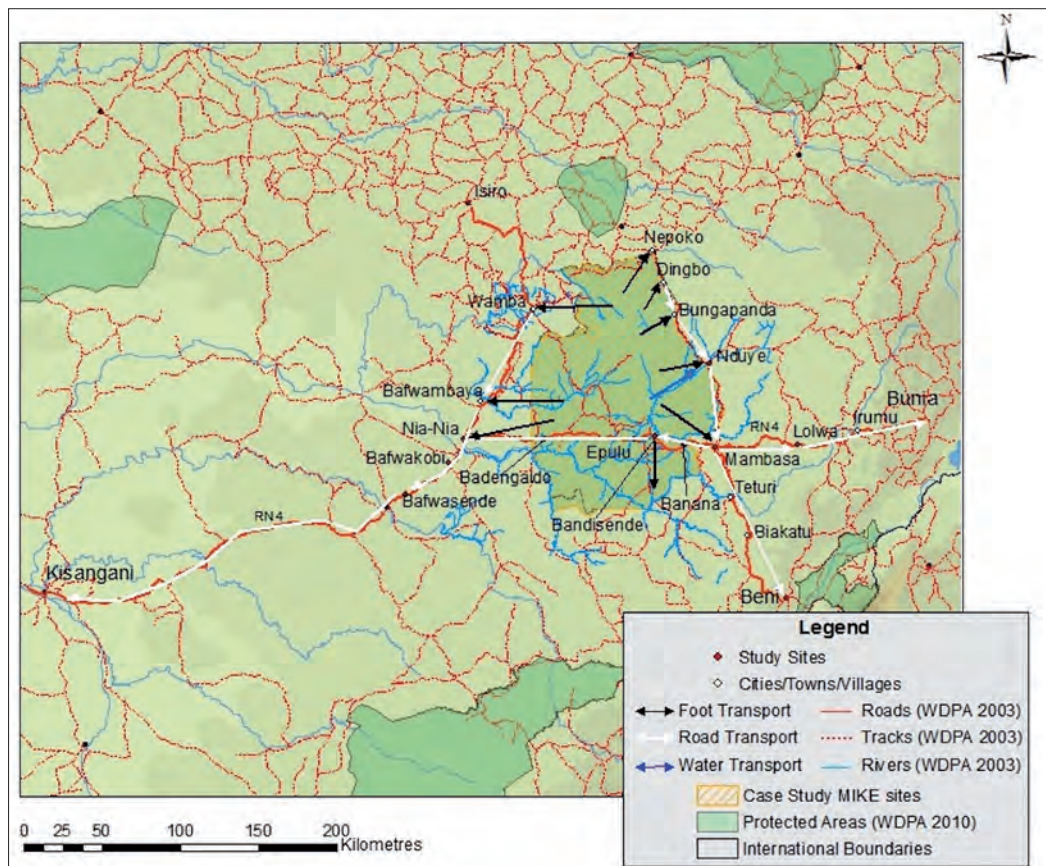 N
Isiro
Nepoko
Dingbo
Wamba
Bungapanda
Nduye
Bafwambaya
Bunia
Irumu
RN4
Nia-Nia
Lolwa
Epulu
Mambasa
Bafwakobi
Badengaido
Teturi
Banana
Bafwasende
RN4
Bandisende
Biakatu
Kisangani
Beni
Legend
Study Sites
Cities/Towns/Villages
Foot Transport Roads (WDPA 2003)
Road Transport Tracks (WDPA 2003)
Water Transport Rivers (WDPA 2003)
Case Study MIKE sites
Protected Areas (WDPA 2010)
International Boundaries
0 25 50 100 150 200
Kilometres